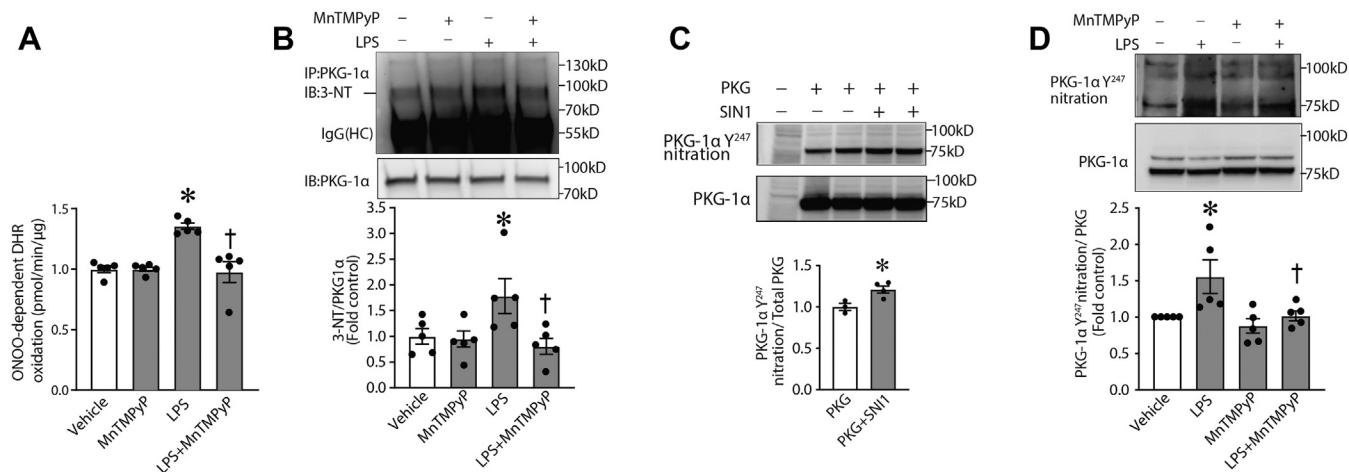 A
ONOO-dependent DHR
oxidation (pmol/min/μg)
1.5
1.0
0.5
0.0
*
†
Vehicle
MnTMPyP
LPS
LPS+MnTMPyP
B
MnTMPyP − + − +
LPS − − + +
IP:PKG-1α
IB:3-NT
IgG(HC)
130kD
100kD
70kD
55kD
IB:PKG-1α
100kD
70kD
3-NT/PKG1α
(Fold control)
3.5
3.0
2.5
2.0
1.5
1.0
0.5
0.0
*
†
Vehicle
MnTMPyP
LPS
LPS+MnTMPyP
C
PKG − + + + +
SIN1 − − − + +
PKG-1α Y²⁴⁷
nitration
100kD
75kD
PKG-1α
100kD
75kD
PKG-1α Y²⁴⁷
nitration/ Total PKG
1.5
1.0
0.5
0.0
*
PKG
PKG+SNI1
D
MnTMPyP − − + +
LPS − + − +
PKG-1α Y²⁴⁷
nitration
100kD
75kD
PKG-1α
100kD
75kD
PKG-1α Y²⁴⁷nitration/ PKG
(Fold control)
2.5
2.0
1.5
1.0
0.5
0.0
*
†
Vehicle
LPS
MnTMPyP
LPS+MnTMPyP